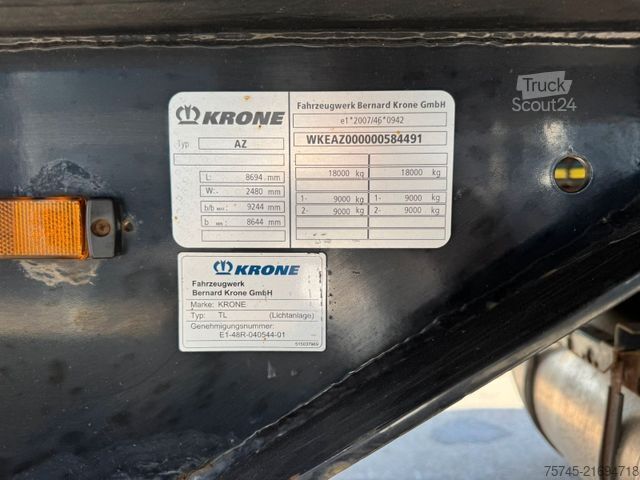 Truck
Scout24
KRONE
Typ: AZ
L: 8694 mm
W: 2480 mm
b/b max: 9244 mm
b 8644 mm
Fahrzeugwerk Bernard Krone GmbH
e1*2007/46*0942
WKEAZ000000584491
18000 kg 18000 kg
1- 9000 kg 1- 9000 kg
2- 9000 kg 2- 9000 kg
KRONE
Fahrzeugwerk
Bernard Krone GmbH
Marke: KRONE
Typ: TL (Lichtanlage)
Genehmigungsnummer:
E1-48R-040544-01
75745-21694718